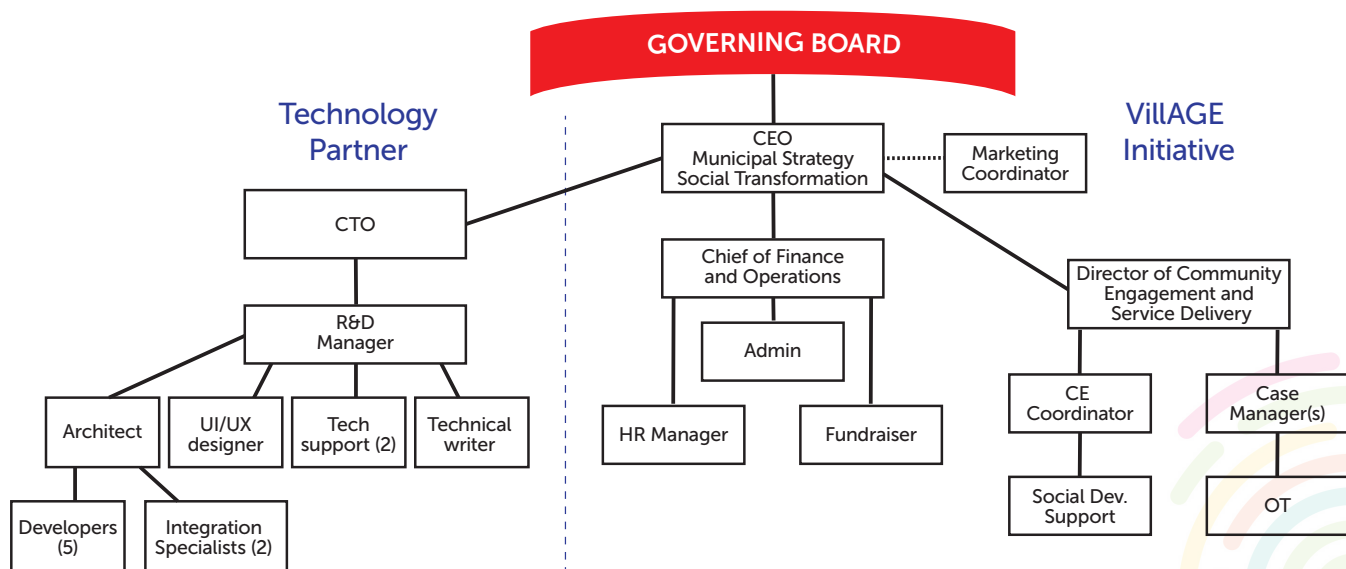 GOVERNING BOARD
Technology
Partner
VillAGE
Initiative
CEO
Municipal Strategy
Social Transformation
Marketing
Coordinator
CTO
Chief of Finance
and Operations
Director of Community
Engagement and
Service Delivery
R&D
Manager
Admin
Architect
UI/UX
designer
Tech
support (2)
Technical
writer
HR Manager
Fundraiser
CE
Coordinator
Case
Manager(s)
Developers
(5)
Integration
Specialists (2)
Social Dev.
Support
OT